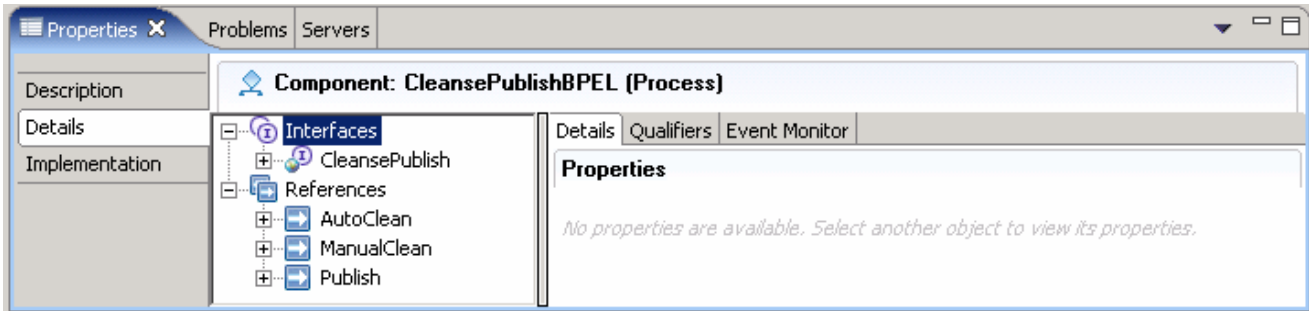 Properties Problems Servers
Component: CleansePublishBPEL (Process)
Description
Details
Implementation
Interfaces
CleansePublish
References
AutoClean
ManualClean
Publish
Details Qualifiers Event Monitor
Properties
No properties are available. Select another object to view its properties.